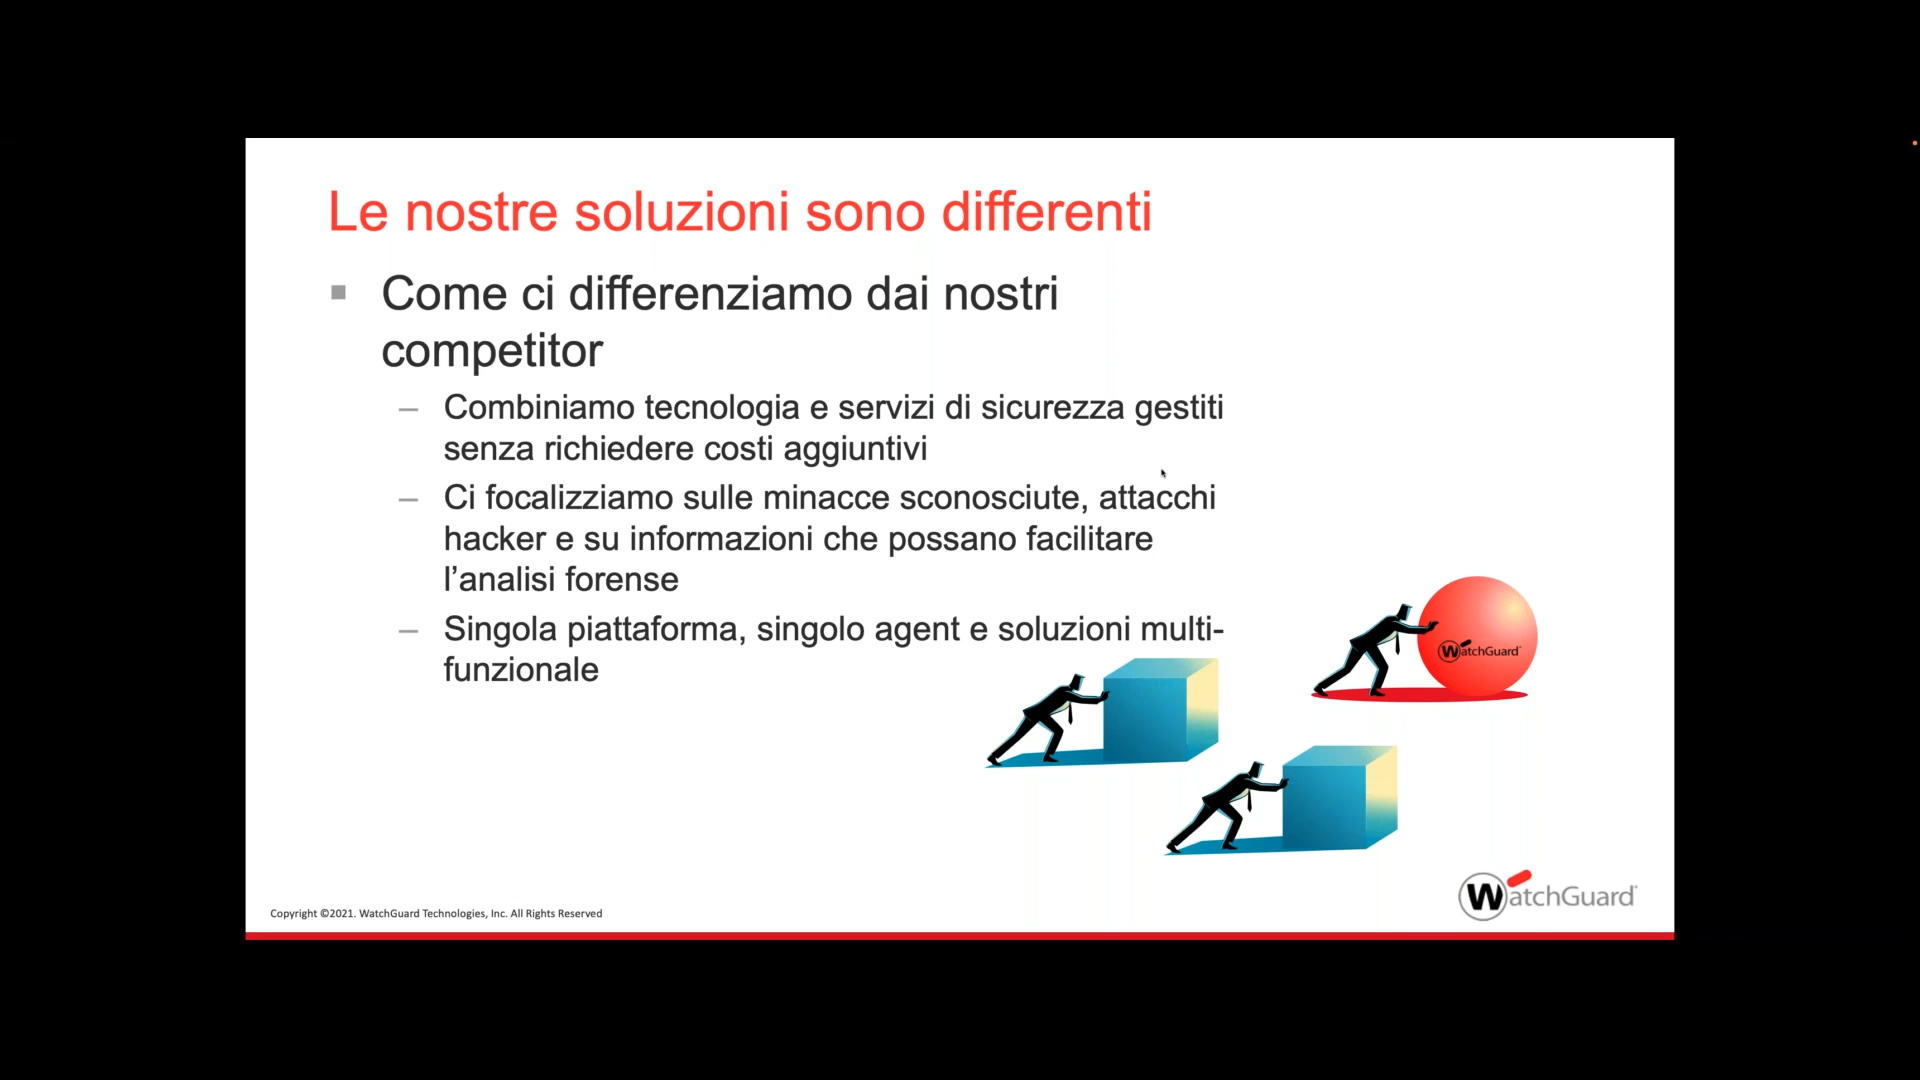 Le nostre soluzioni sono differenti
Come ci differenziamo dai nostri
competitor
– Combiniamo tecnologia e servizi di sicurezza gestiti
senza richiedere costi aggiuntivi
– Ci focalizziamo sulle minacce sconosciute, attacchi
hacker e su informazioni che possano facilitare
l’analisi forense
– Singola piattaforma, singolo agent e soluzioni multi-
funzionale
WatchGuard
WatchGuard
Copyright ©2021. WatchGuard Technologies, Inc. All Rights Reserved